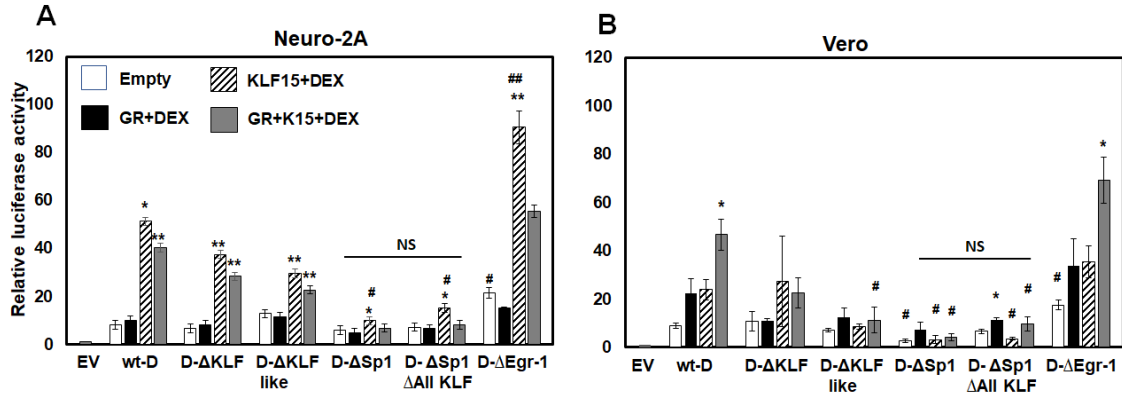 A
Neuro-2A
Relative luciferase activity
120
100
80
60
40
20
0
Empty
GR+DEX
KLF15+DEX
GR+K15+DEX
*
**
**
**
**
**
NS
#
*
#
*
#
##
**
EV
wt-D
D-ΔKLF
D-ΔKLF
like
D-ΔSp1
D- ΔSp1
ΔAll KLF
D-ΔEgr-1
B
Vero
120
100
80
60
40
20
0
*
#
NS
#
#
#
*
#
#
#
*
EV
wt-D
D-ΔKLF
D-ΔKLF
like
D-ΔSp1
D- ΔSp1
ΔAll KLF
D-ΔEgr-1